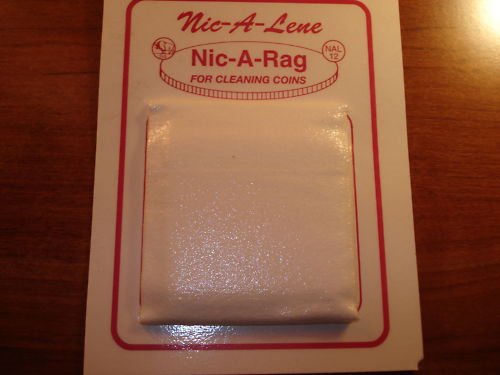 Nic-A-Lene
Nic-A-Rag
NAL
12
FOR CLEANING COINS